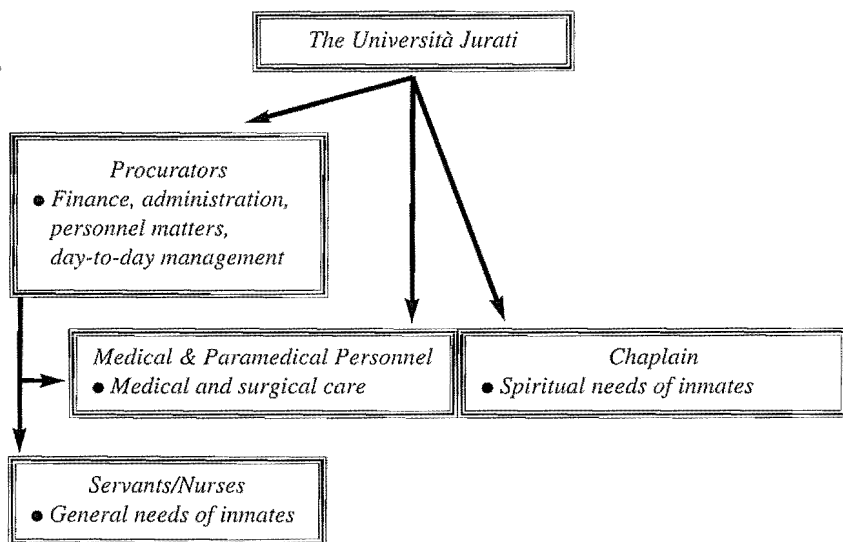 The Università Jurati
Procurators
● Finance, administration,
personnel matters,
day-to-day management
Medical & Paramedical Personnel
● Medical and surgical care
Chaplain
● Spiritual needs of inmates
Servants/Nurses
● General needs of inmates